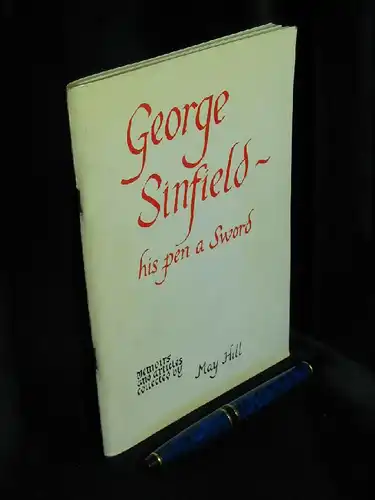 George
Sinfield -
his pen a Sword
memoirs
and articles
collected by
May Hill